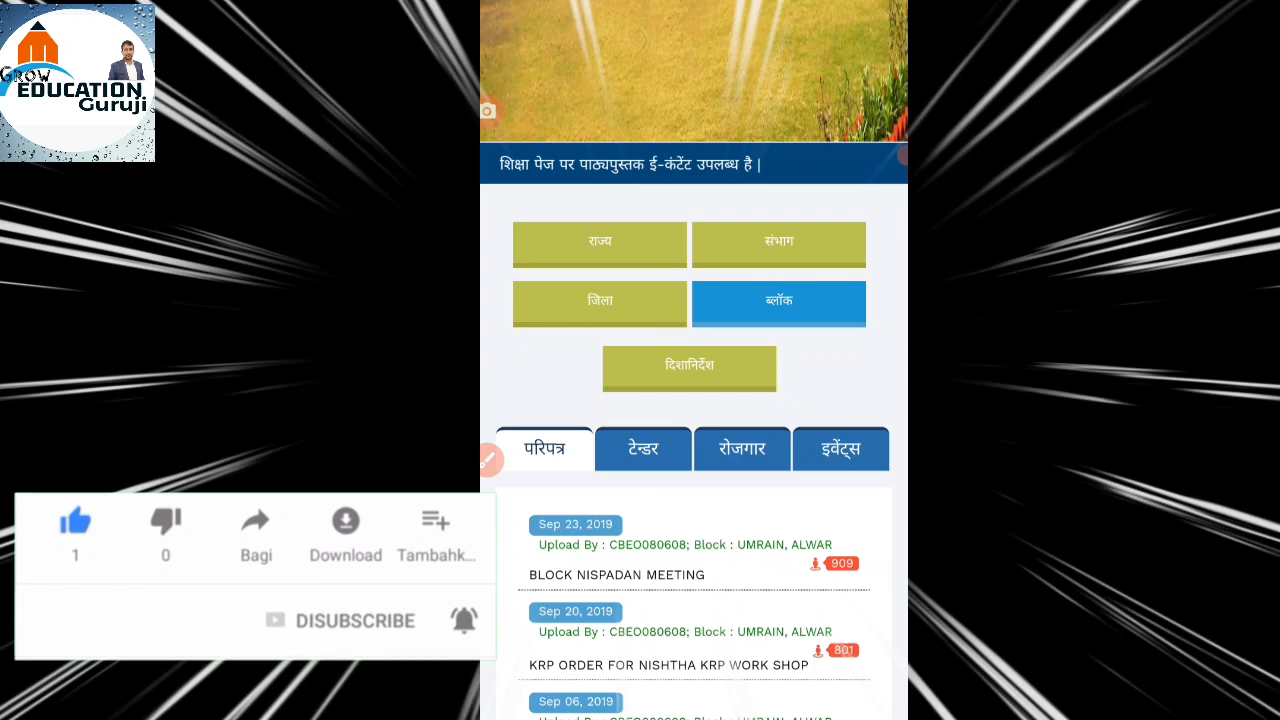 GROW
EDUCATION
Guruji
शिक्षा पेज पर पाठ्यपुस्तक ई-कंटेंट उपलब्ध है |
राज्य
संभाग
जिला
ब्लॉक
दिशानिर्देश
परिपत्र
टेन्डर
रोजगार
इवेंट्स
Sep 23, 2019
Upload By : CBEO080608; Block : UMRAIN, ALWAR
909
BLOCK NISPADAN MEETING
Sep 20, 2019
Upload By : CBEO080608; Block : UMRAIN, ALWAR
801
KRP ORDER FOR NISHTHA KRP WORK SHOP
Sep 06, 2019
1
0
Bagi
Download
Tambahk...
DISUBSCRIBE